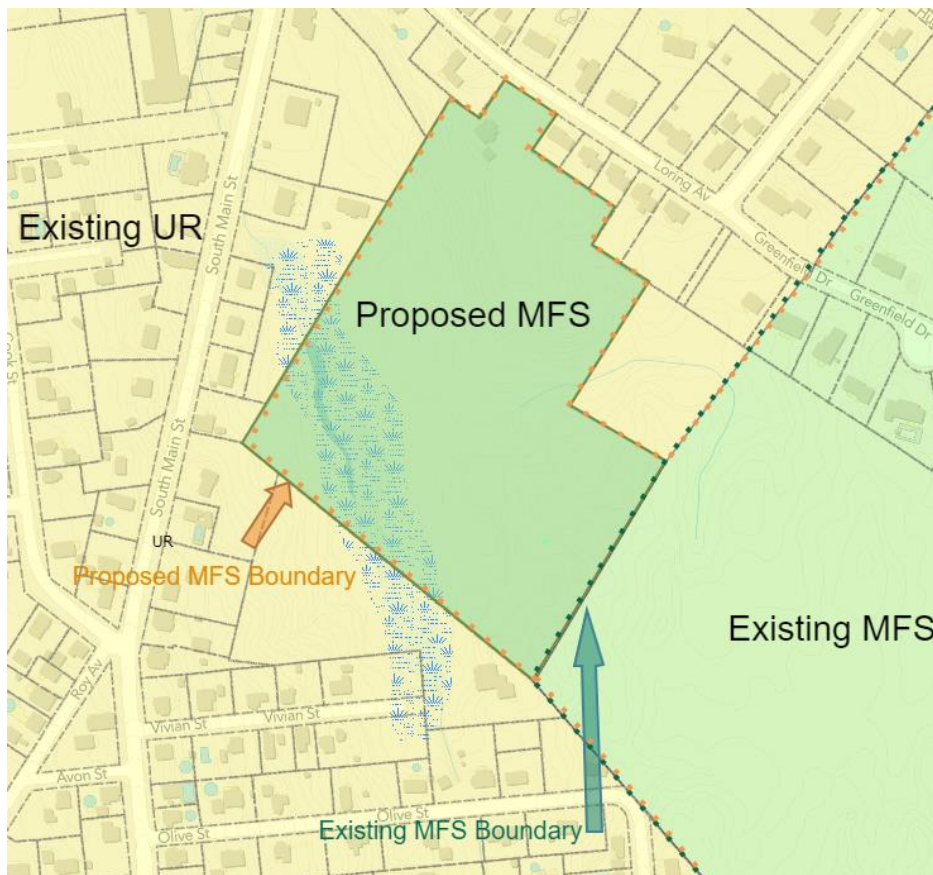 Loring Av
Existing UR
South Main St
Greenfield Dr
Greenfield Dr
Proposed MFS
South Main St
UR
Proposed MFS Boundary
Existing MFS
Roy Av
Vivian St
Vivian St
Avon St
Olive St
Olive St
Existing MFS Boundary